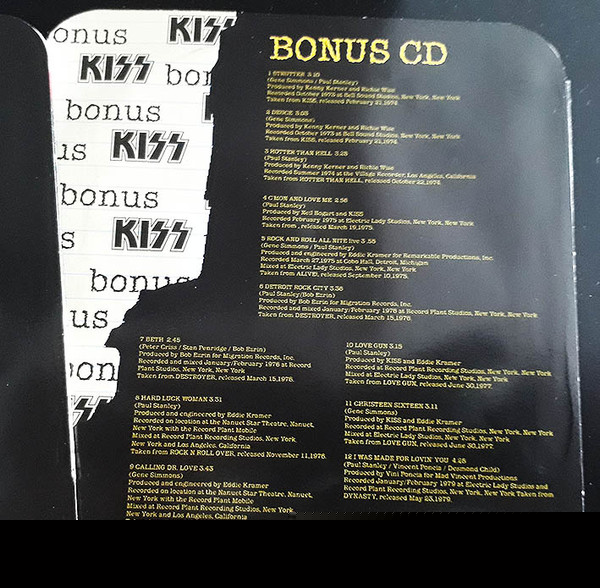 onus KISS
KISS bon
bonus
us KISS
bonus
s KISS
bonus
us
bon
BONUS CD
1 STRUTTER 3.10
(Gene Simmons / Paul Stanley)
Produced by Kenny Kerner and Richie Wise
Recorded October 1973 at Bell Sound Studios, New York, New York
Taken from KISS, released February 21,1974.
2 DEUCE 3.03
(Gene Simmons)
Produced by Kenny Kerner and Richie Wise
Recorded October 1973 at Bell Sound Studios, New York, New York
Taken from KISS, released February 21,1974.
3 HOTTER THAN HELL 3.28
(Paul Stanley)
Produced by Kenny Kerner and Richie Wise
Recorded Summer 1974 at the Village Recorder, Los Angeles, California
Taken from HOTTER THAN HELL, released October 22,1974.
4 C'MON AND LOVE ME 2.56
(Paul Stanley)
Produced by Neil Bogart and KISS
Recorded February 1975 at Electric Lady Studios, New York, New York
Taken from , released March 19,1975.
5 ROCK AND ROLL ALL NITE live 3.55
(Gene Simmons / Paul Stanley)
Produced and engineered by Eddie Kramer for Remarkable Productions, Inc.
Recorded March 27,1975 at Cobo Hall, Detroit, Michigan
Mixed at Electric Lady Studios, New York, New York
Taken from ALIVE!, released September 10,1975.
6 DETROIT ROCK CITY 3.36
(Paul Stanley/Bob Ezrin)
Produced by Bob Ezrin for Migration Records, Inc.
Recorded and mixed January/February 1976 at Record Plant Studios, New York, New York
Taken from DESTROYER, released March 15,1976.
7 BETH 2.45
(Peter Criss / Stan Penridge / Bob Ezrin)
Produced by Bob Ezrin for Migration Records, Inc.
Recorded and mixed January/February 1976 at Record
Plant Studios, New York, New York
Taken from DESTROYER, released March 15,1976.
8 HARD LUCK WOMAN 3.31
(Paul Stanley)
Produced and engineered by Eddie Kramer
Recorded on location at the Nanuet Star Theatre, Nanuet,
New York with the Record Plant Mobile
Mixed at Record Plant Studios, New York, New York
New York and Los Angeles, California
Taken from ROCK N ROLL OVER, released November 11,1976.
9 CALLING DR. LOVE 3.43
(Gene Simmons)
Produced and engineered by Eddie Kramer
Recorded on location at the Nanuet Star Theatre, Nanuet,
New York with the Record Plant Mobile
Mixed at Record Plant Studios, New York, New York
New York and Los Angeles, California
10 LOVE GUN 3.15
(Paul Stanley)
Produced by KISS and Eddie Kramer
Recorded at Record Plant Recording Studios, New York, New York
Mixed at Electric Lady Studios, New York, New York
Taken from LOVE GUN, released June 30,1977.
11 CHRISTEEN SIXTEEN 3.11
(Gene Simmons)
Produced by KISS and Eddie Kramer
Recorded at Record Plant Recording Studios, New York, New York
Mixed at Electric Lady Studios, New York, New York
Taken from LOVE GUN, released June 30,1977.
12 I WAS MADE FOR LOVIN' YOU 4.28
(Paul Stanley / Vincent Poncia / Desmond Child)
Produced by Vini Poncia for Mad Vincent Productions
Recorded January/February 1979 at Electric Lady Studios and
Record Plant Recording Studios, New York, New York Taken from
DYNASTY, released May 23,1979.